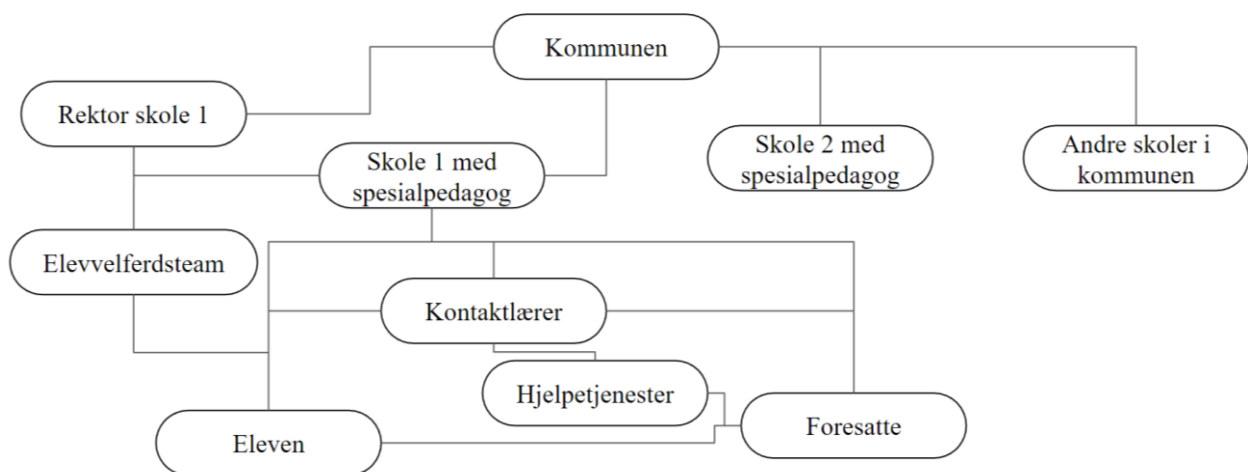 Kommunen
Rektor skole 1
Skole 1 med
spesialpedagog
Skole 2 med
spesialpedagog
Andre skoler i
kommunen
Elevvelferdsteam
Kontaktlærer
Hjelpetjenester
Eleven
Foresatte